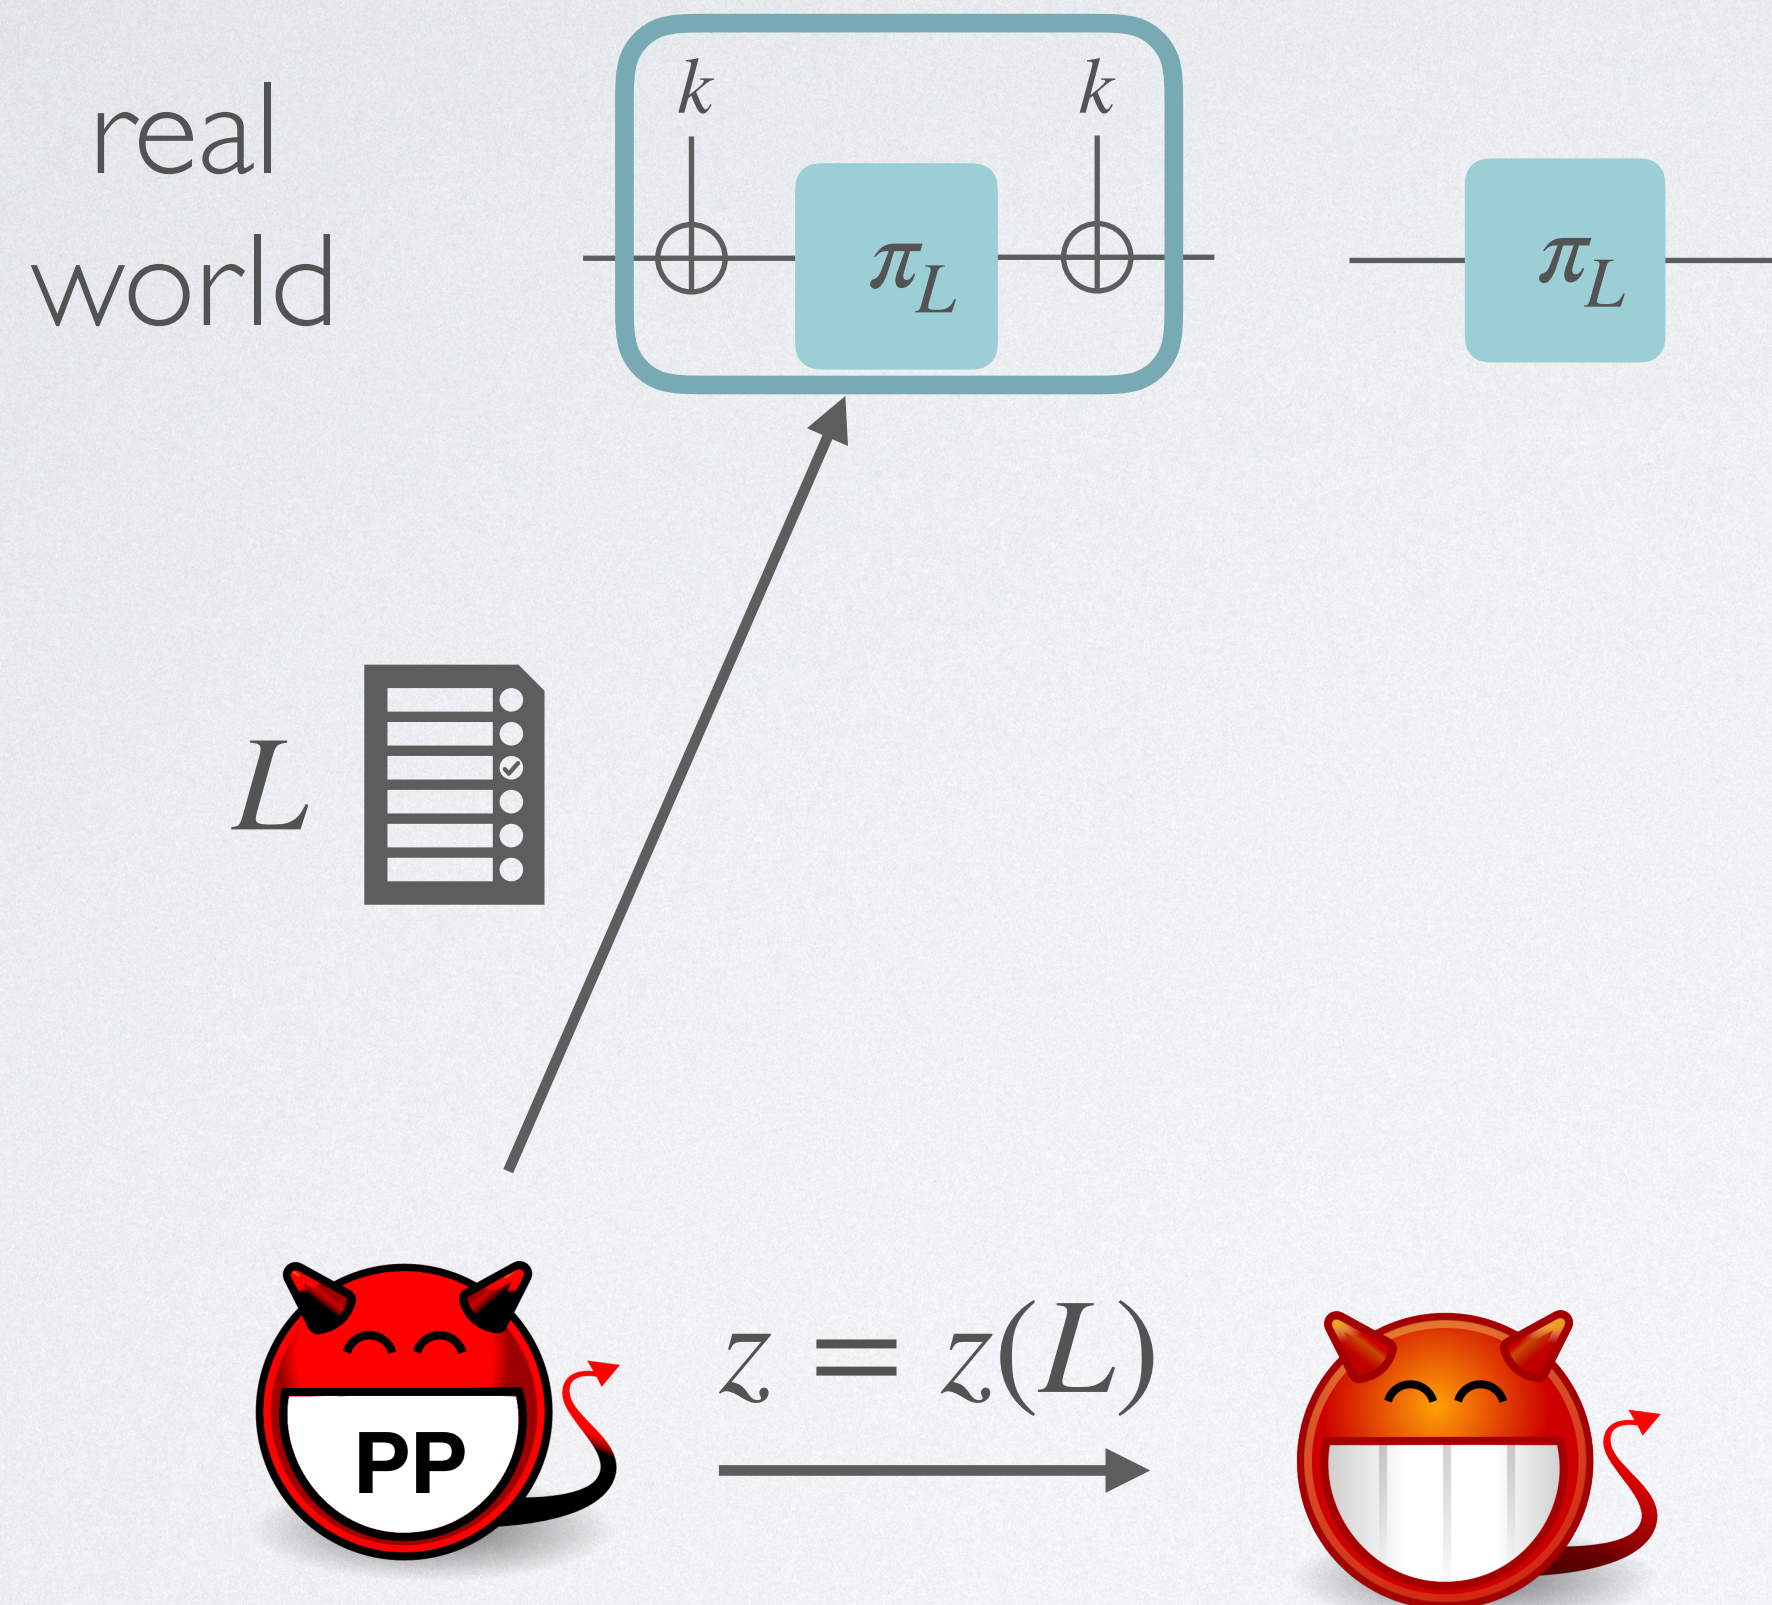 real
world
k
k
π_L
π_L
L
z = z(L)
PP